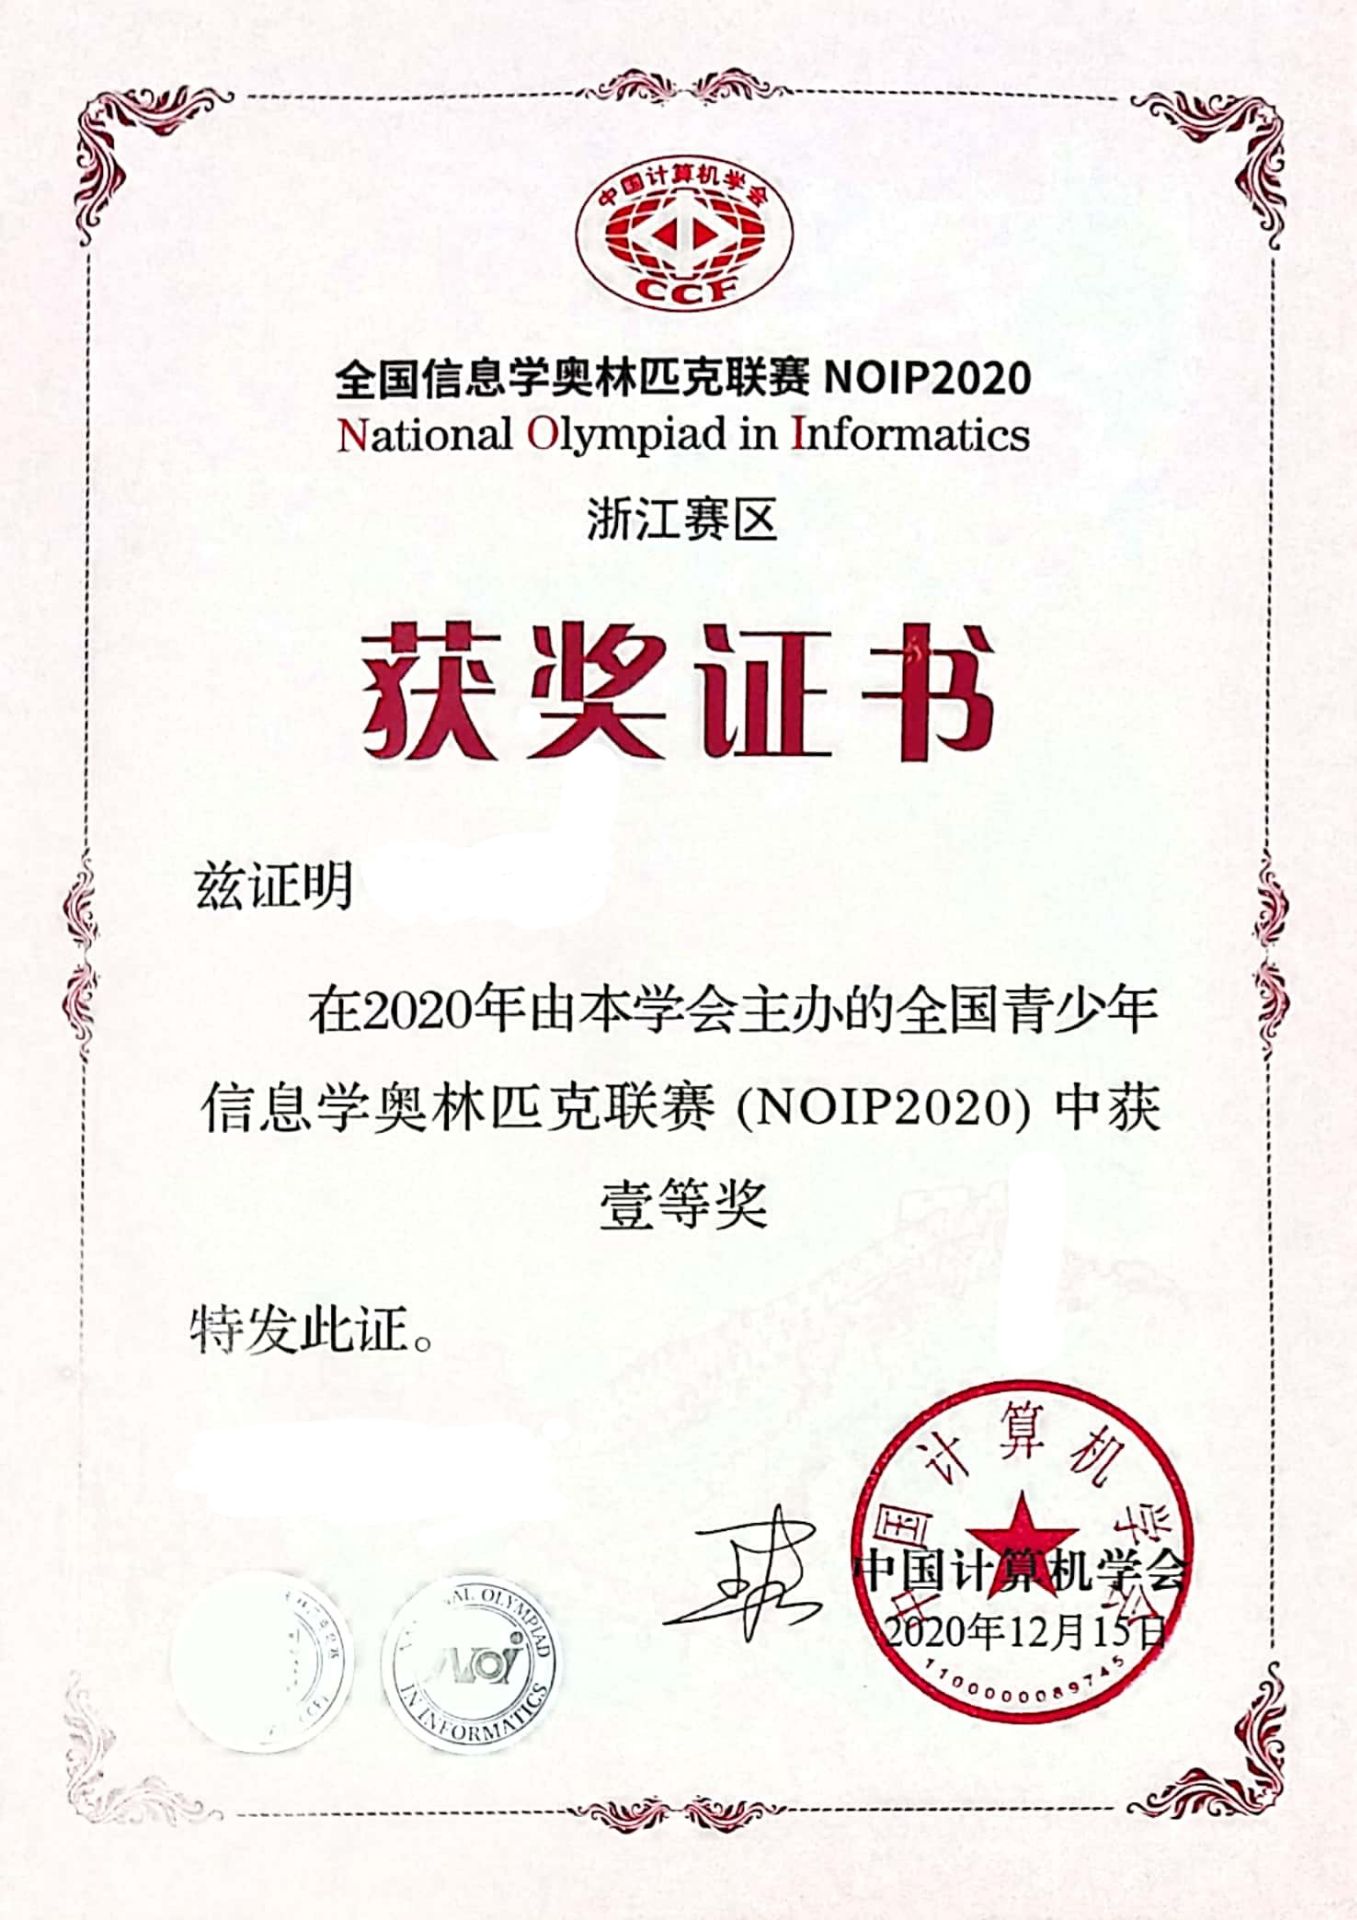 中国计算机学会
CCF
全国信息学奥林匹克联赛 NOIP2020
National Olympiad in Informatics
浙江赛区
获奖证书
兹证明
在2020年由本学会主办的全国青少年
信息学奥林匹克联赛 (NOIP2020) 中获
壹等奖
特发此证。
中国计算机学会
中国计算机学会
2020年12月15日
1100000089745
OLYMPIAD
NOI
IN INFORMATICS